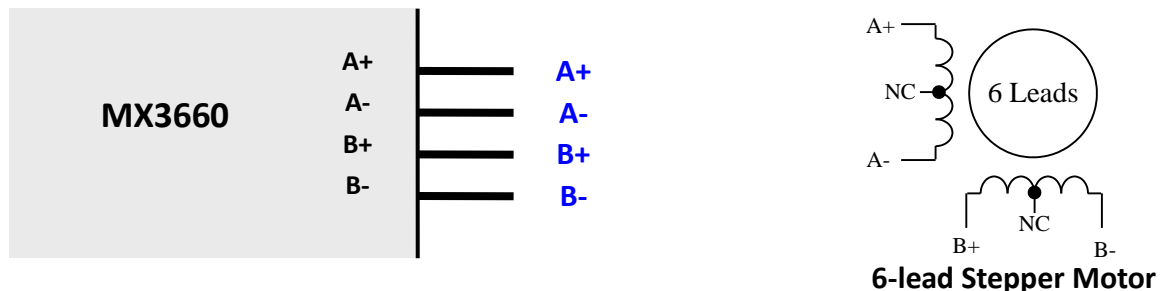 MX3660
A+
A-
B+
B-
A+
A-
B+
B-
A+
NC
A-
6 Leads
NC
B+
B-
6-lead Stepper Motor